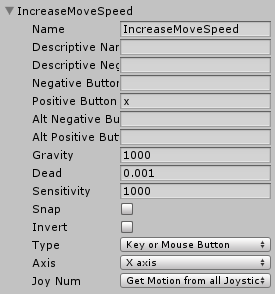 IncreaseMoveSpeed
Name IncreaseMoveSpeed
Descriptive Nar
Descriptive Neg
Negative Button
Positive Button x
Alt Negative Bu
Alt Positive But
Gravity 1000
Dead 0.001
Sensitivity 1000
Snap
Invert
Type Key or Mouse Button
Axis X axis
Joy Num Get Motion from all Joystic